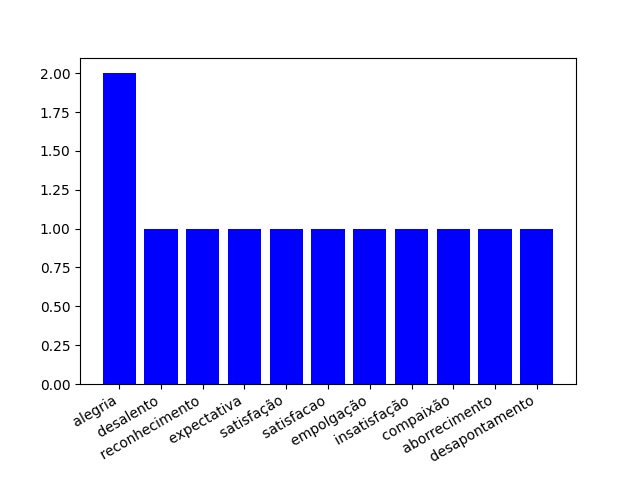 2.00
1.75
1.50
1.25
1.00
0.75
0.50
0.25
0.00
alegria
desalento
reconhecimento
expectativa
satisfação
satisfacao
empolgação
insatisfação
compaixão
aborrecimento
desapontamento